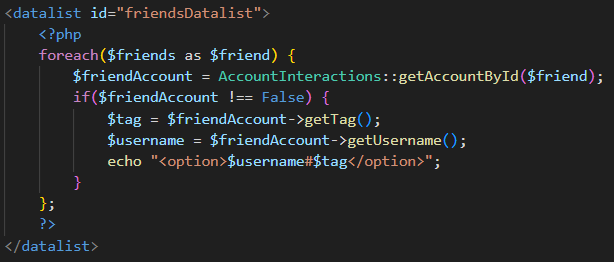 <datalist id="friendsDatalist">
<?php
foreach($friends as $friend) {
$friendAccount = AccountInteractions::getAccountById($friend);
if($friendAccount !== False) {
$tag = $friendAccount->getTag();
$username = $friendAccount->getUsername();
echo "<option>$username#$tag</option>";
}
};
?>
</datalist>